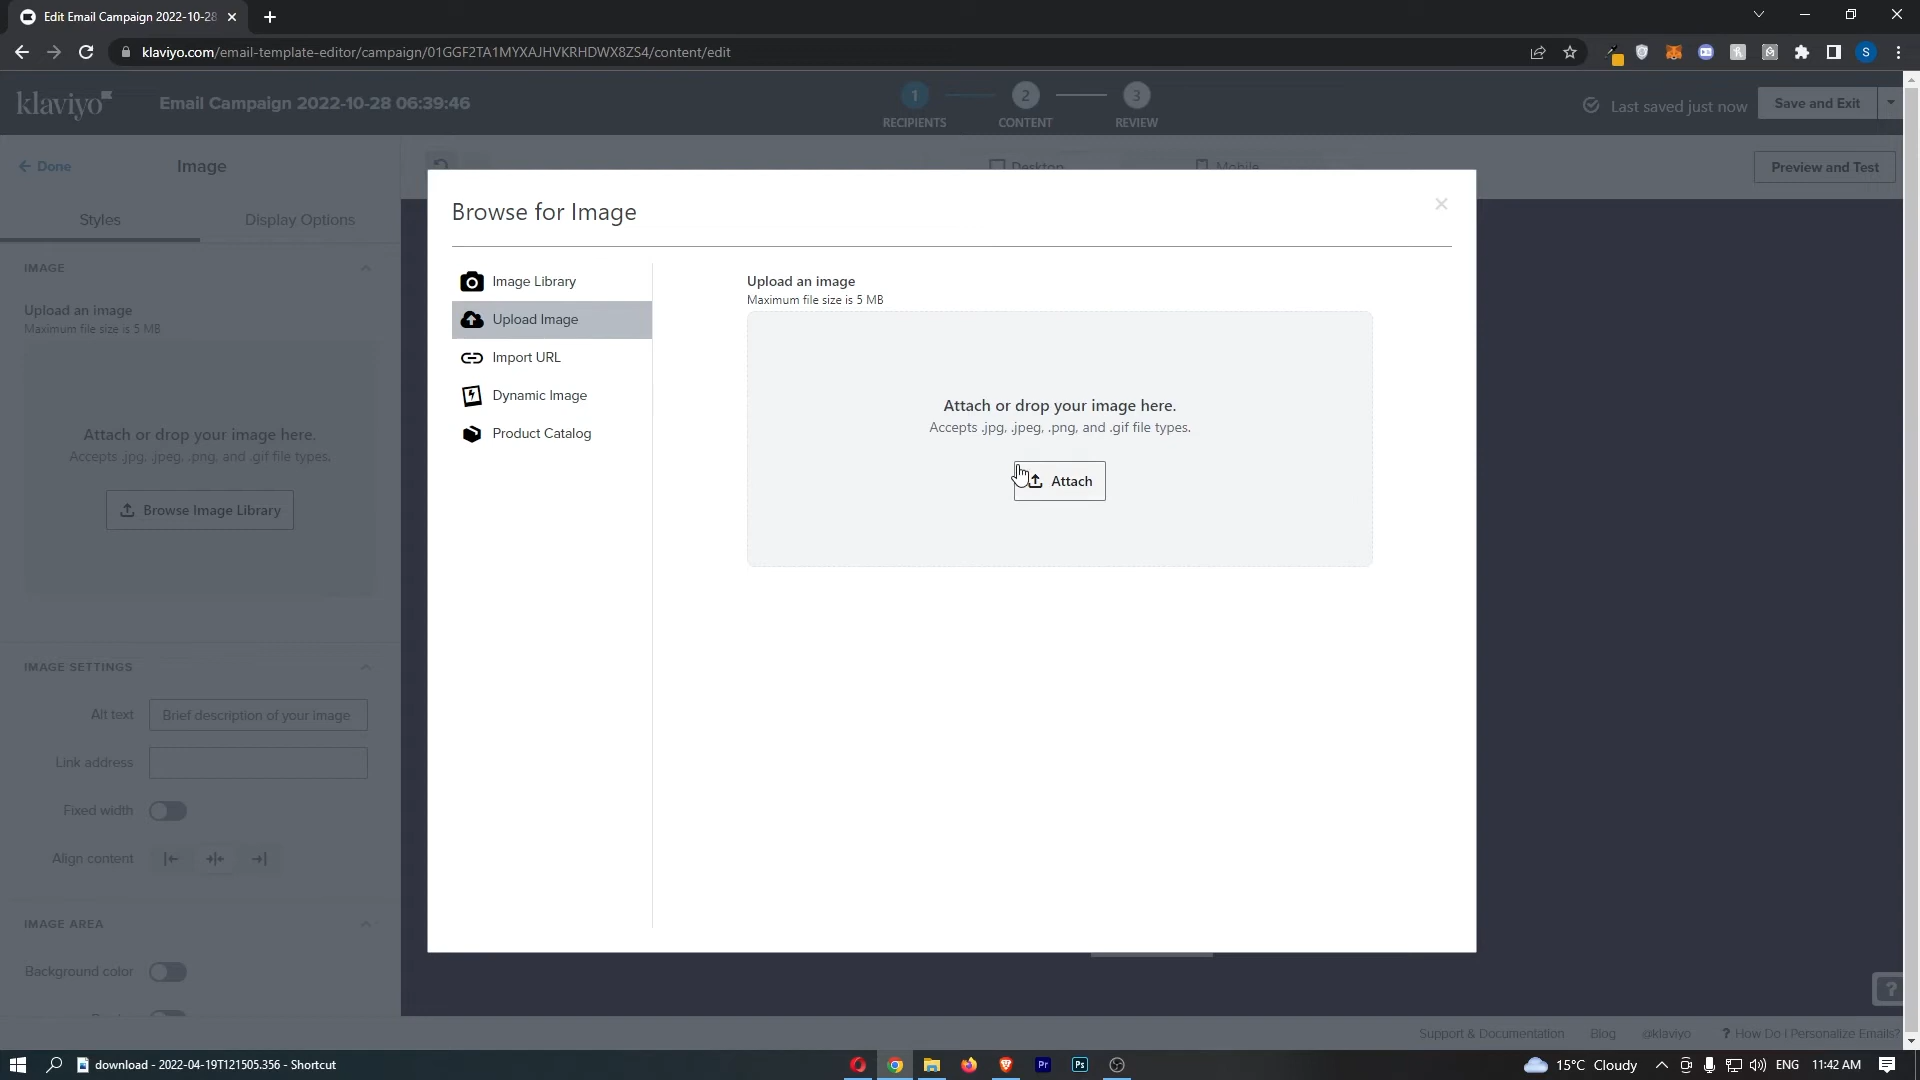 Edit Email Campaign 2022-10-28
klaviyo.com/email-template-editor/campaign/01GGF2TA1MYXAJHVKRHDWX8ZS4/content/edit
S
klaviyo
Email Campaign 2022-10-28 06:39:46
1
2
3
RECIPIENTS
CONTENT
REVIEW
Last saved just now
Save and Exit
Done
Image
Desktop
Mobile
Preview and Test
Styles
Display Options
IMAGE
Upload an image
Maximum file size is 5 MB
Attach or drop your image here.
Accepts .jpg, .jpeg, .png, and .gif file types.
Browse Image Library
IMAGE SETTINGS
Alt text
Brief description of your image
Link address
Fixed width
Align content
IMAGE AREA
Background color
Browse for Image
Image Library
Upload Image
Import URL
Dynamic Image
Product Catalog
Upload an image
Maximum file size is 5 MB
Attach or drop your image here.
Accepts .jpg, .jpeg, .png, and .gif file types.
Attach
?
Support & Documentation
Blog
@klaviyo
? How Do I Personalize Emails?
download - 2022-04-19T121505.356 - Shortcut
Pr
Ps
15°C Cloudy
ENG
11:42 AM